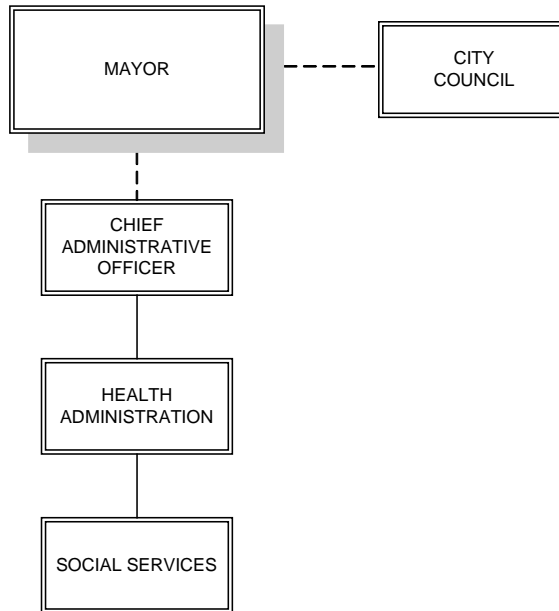 MAYOR
CITY
COUNCIL
CHIEF
ADMINISTRATIVE
OFFICER
HEALTH
ADMINISTRATION
SOCIAL SERVICES